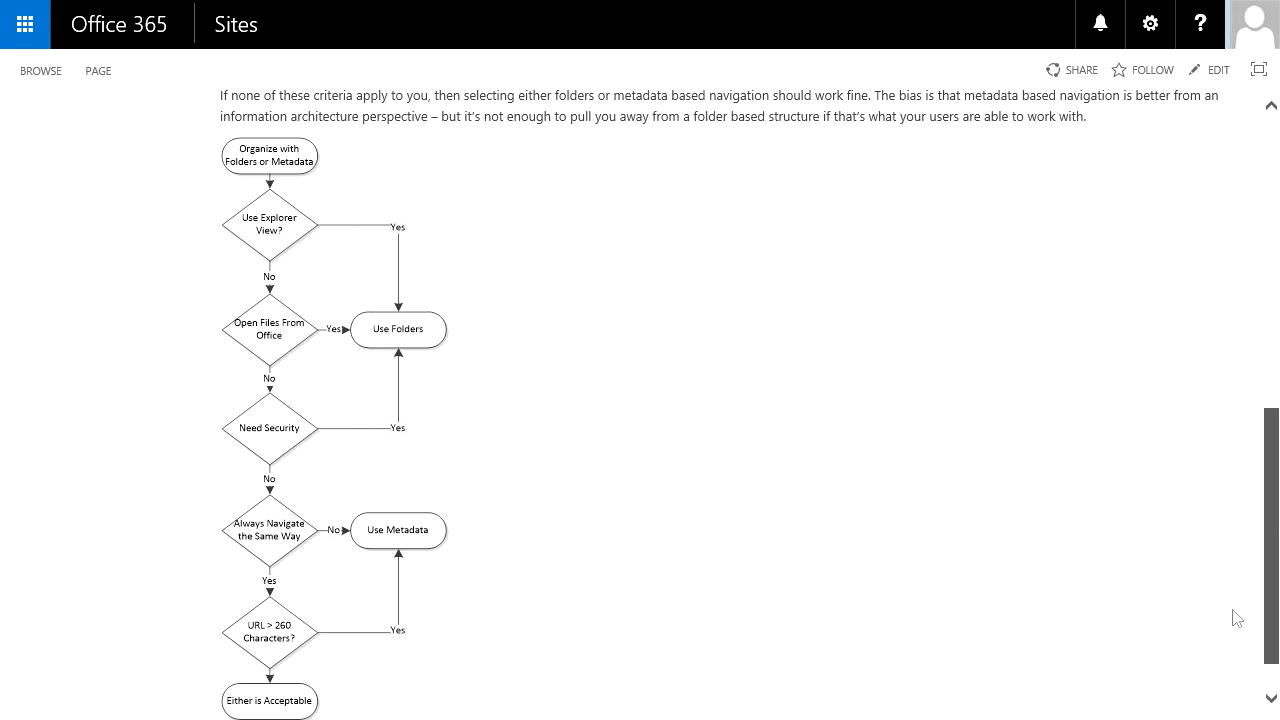 Office 365
Sites
?
BROWSE
PAGE
SHARE
FOLLOW
EDIT
If none of these criteria apply to you, then selecting either folders or metadata based navigation should work fine. The bias is that metadata based navigation is better from an
information architecture perspective – but it's not enough to pull you away from a folder based structure if that's what your users are able to work with.
Organize with
Folders or Metadata
Use Explorer
View?
Yes
No
Open Files From
Office
Yes
Use Folders
No
Need Security
Yes
No
Always Navigate
the Same Way
No
Use Metadata
Yes
URL > 260
Characters?
Yes
Either is Acceptable